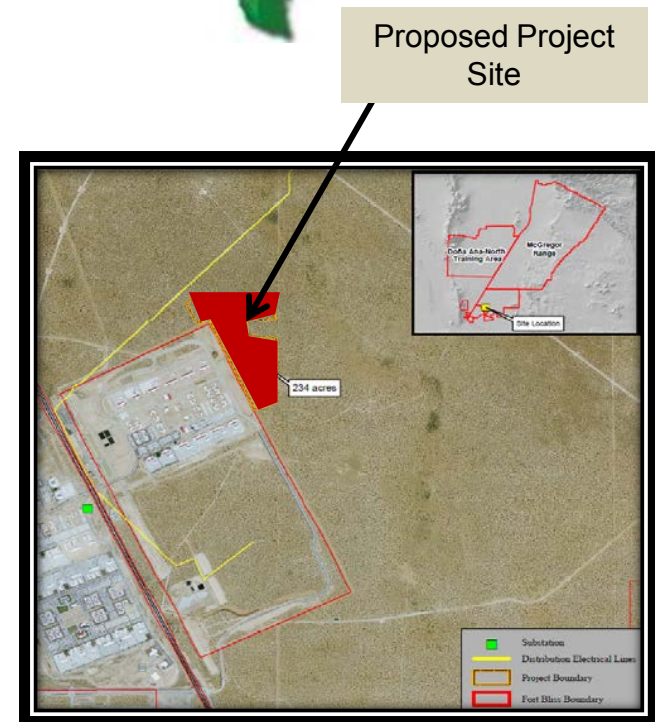 Proposed Project
Site
Doña Ana-North
Training Area
McGregor
Range
Site Location
234 acres
Substation
Distribution Electrical Lines
Project Boundary
Fort Bliss Boundary